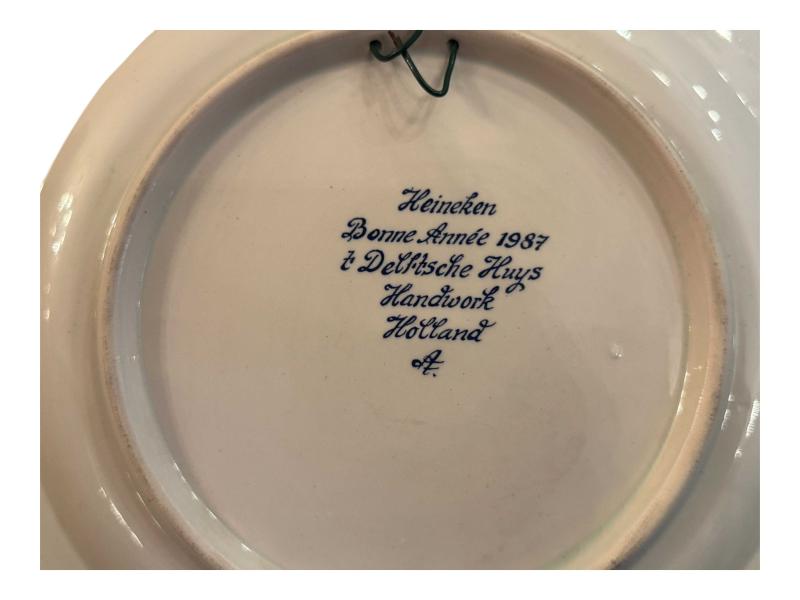 Heineken
Bonne Année 1987
't Delftsche Huys
Handwork
Holland
A.